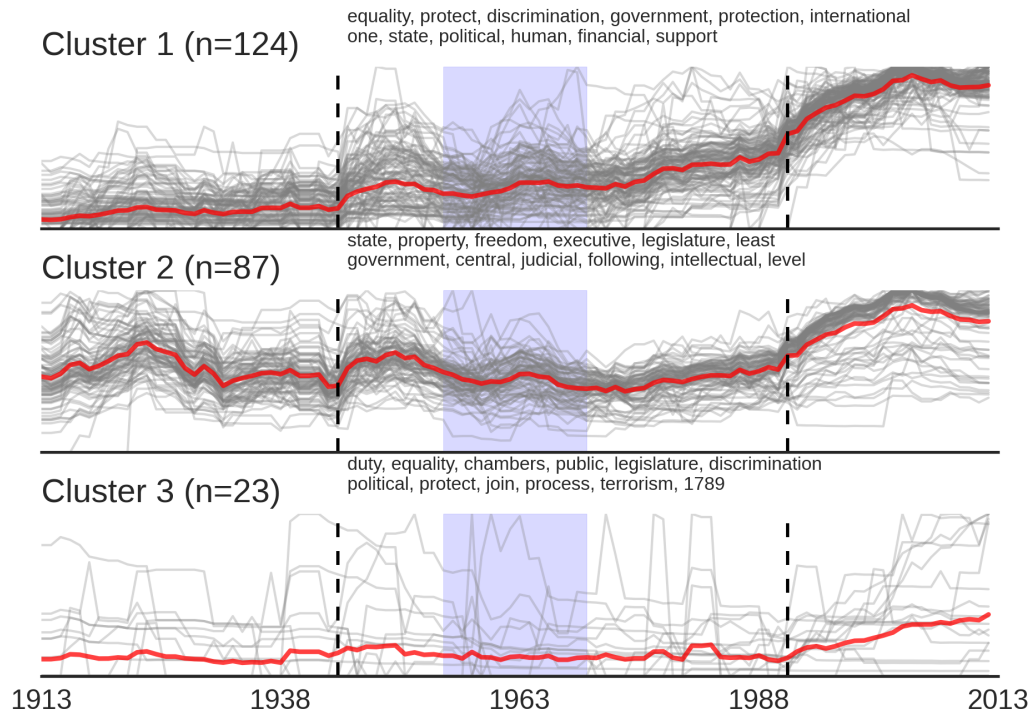 equality, protect, discrimination, government, protection, international
one, state, political, human, financial, support
Cluster 1 (n=124)
state, property, freedom, executive, legislature, least
government, central, judicial, following, intellectual, level
Cluster 2 (n=87)
duty, equality, chambers, public, legislature, discrimination
political, protect, join, process, terrorism, 1789
Cluster 3 (n=23)
1913 1938 1963 1988 2013